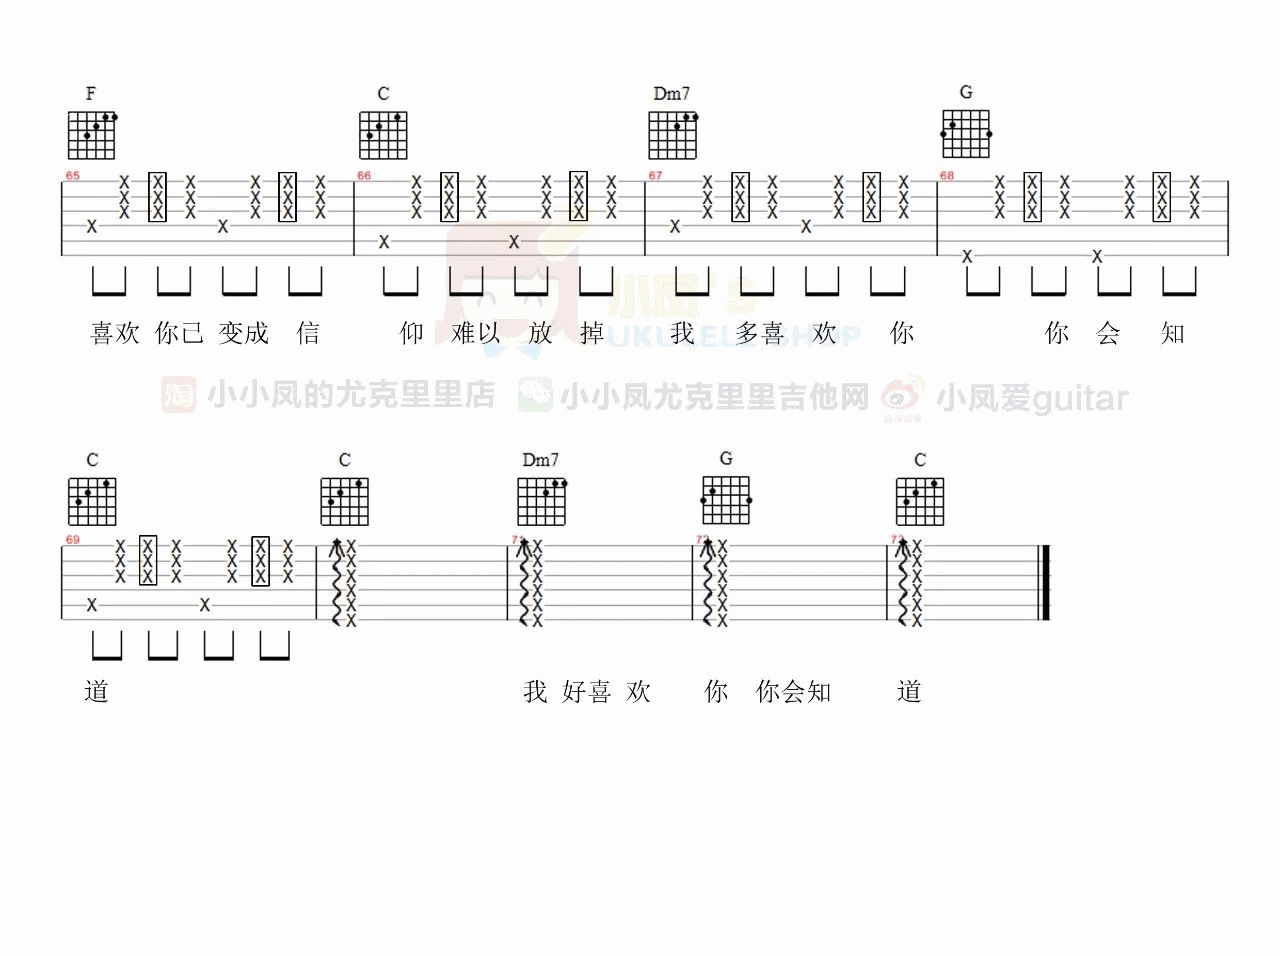 F C Dm7 G
65 66 67 68
喜欢 你已 变成 信 仰 难以 放 掉 我 多喜 欢 你 你 会 知
小凤's
UKULELE SHOP
淘 小小凤的尤克里里店 小小凤尤克里里吉他网 小凤爱guitar
C C Dm7 G C
69 71 72 73
道 我 好喜 欢 你 你会知 道